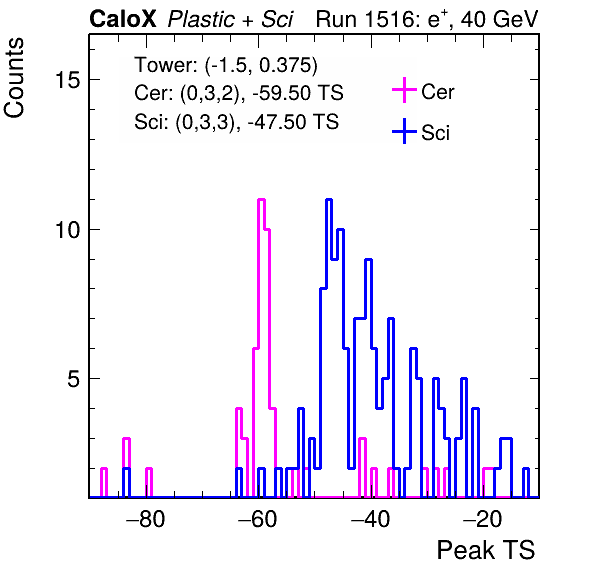 CaloX Plastic + Sci Run 1516: e⁺, 40 GeV
Counts
Tower: (-1.5, 0.375)
Cer: (0,3,2), -59.50 TS
Sci: (0,3,3), -47.50 TS
Cer
Sci
15
10
5
−80 −60 −40 −20
Peak TS